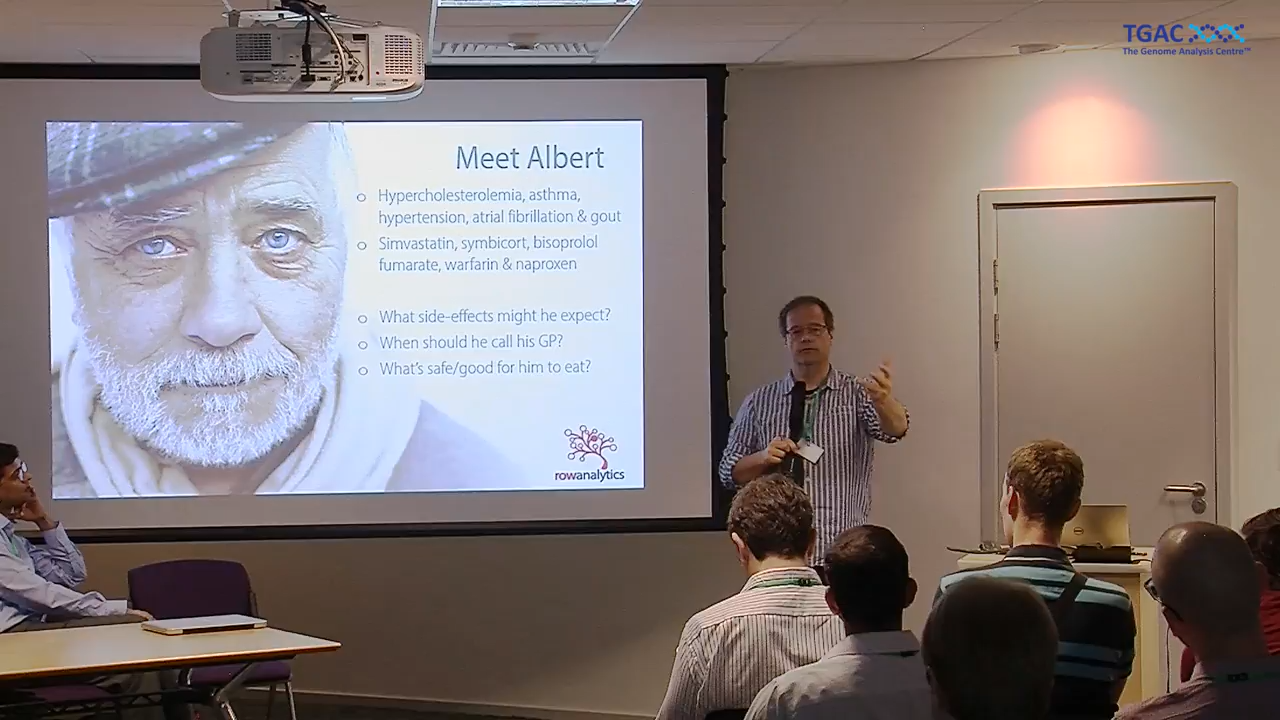 TGAC
The Genome Analysis Centre™
Meet Albert
Hypercholesterolemia, asthma,
hypertension, atrial fibrillation & gout
Simvastatin, symbicort, bisoprolol
fumarate, warfarin & naproxen
What side-effects might he expect?
When should he call his GP?
What's safe/good for him to eat?
rowanalytics